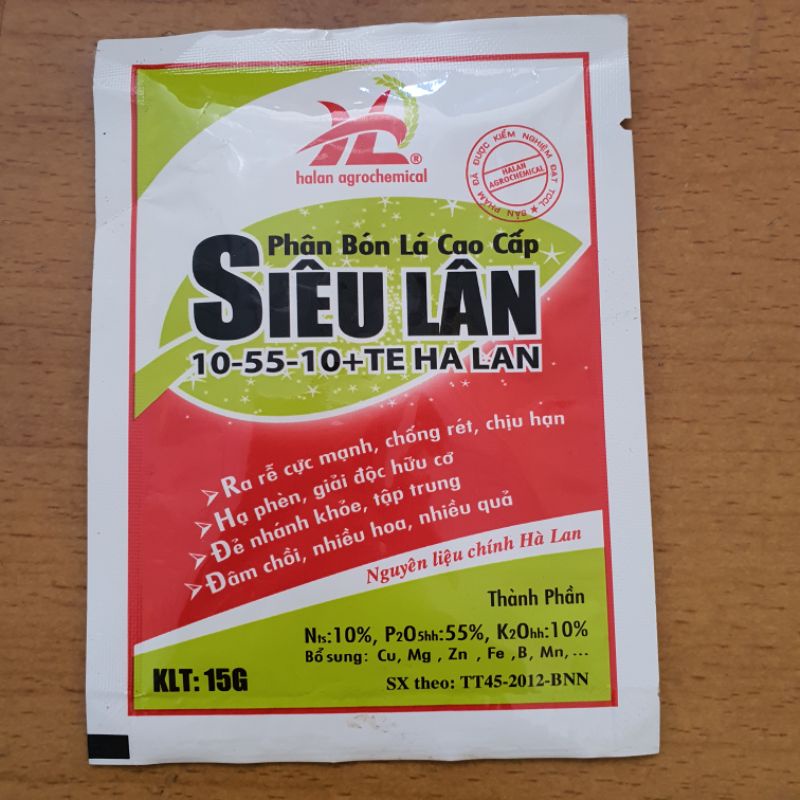 HL®
halan agrochemical
SẢN PHẨM ĐÃ ĐƯỢC KIỂM NGHIỆM ĐẠT TCCL ★
HALAN
AGROCHEMICAL
Phân Bón Lá Cao Cấp
SIÊU LÂN
10-55-10+TE HA LAN
➤Ra rễ cực mạnh, chống rét, chịu hạn
➤Hạ phèn, giải độc hữu cơ
➤Đẻ nhánh khỏe, tập trung
➤Đâm chồi, nhiều hoa, nhiều quả
Nguyên liệu chính Hà Lan
Thành Phần
Nts:10%, P2O5hh:55%, K2Ohh:10%
Bổ sung: Cu, Mg , Zn , Fe ,B, Mn,...
KLT: 15G
SX theo: TT45-2012-BNN